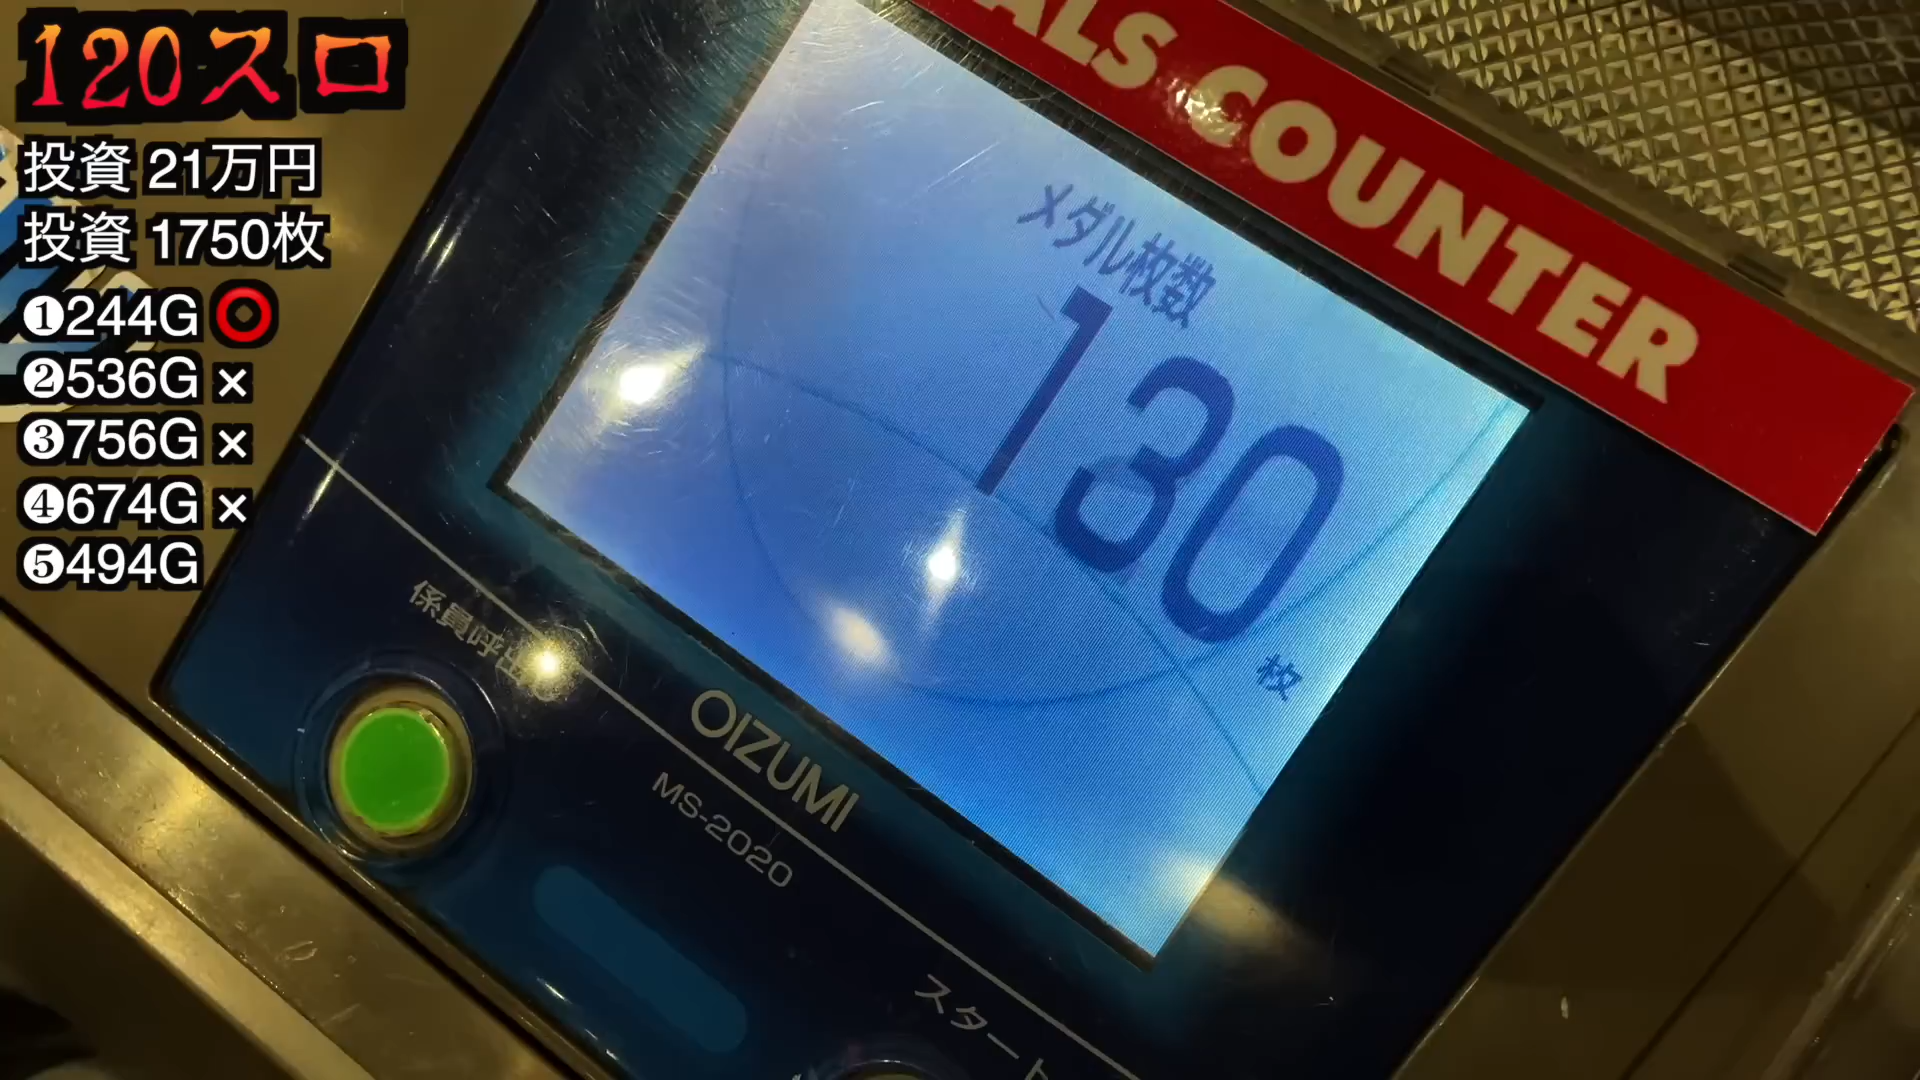 120スロ
投資 21万円
投資 1750枚
❶244G⭕
❷536G×
❸756G×
❹674G×
❺494G
ALS COUNTER
メダル枚数
130
枚
係員呼出
OIZUMI
MS-2020
スタート